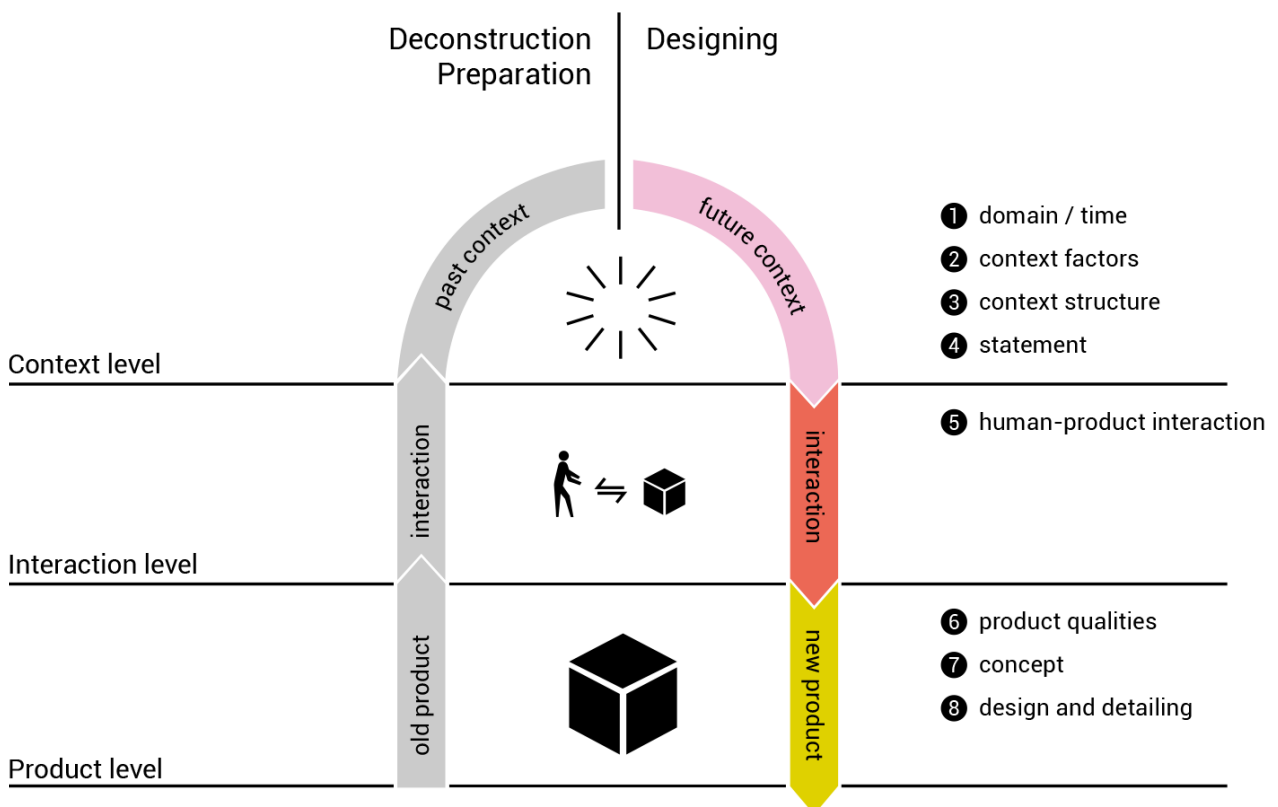 Deconstruction
Preparation
Designing
past context
future context
1 domain / time
2 context factors
3 context structure
4 statement
Context level
interaction
interaction
5 human-product interaction
Interaction level
old product
new product
6 product qualities
7 concept
8 design and detailing
Product level